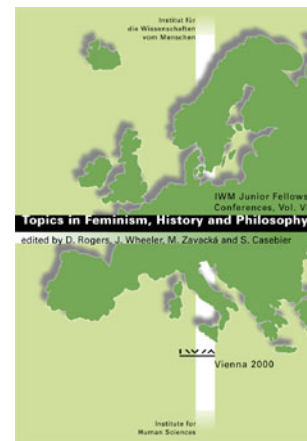 Institut für
die Wissenschaften
vom Menschen
IWM Junior Fellows
Conferences, Vol. VI
Topics in Feminism, History and Philosophy
edited by D. Rogers, J. Wheeler, M. Zavacká and S. Casebier
IWM
Vienna 2000
Institute for
Human Sciences